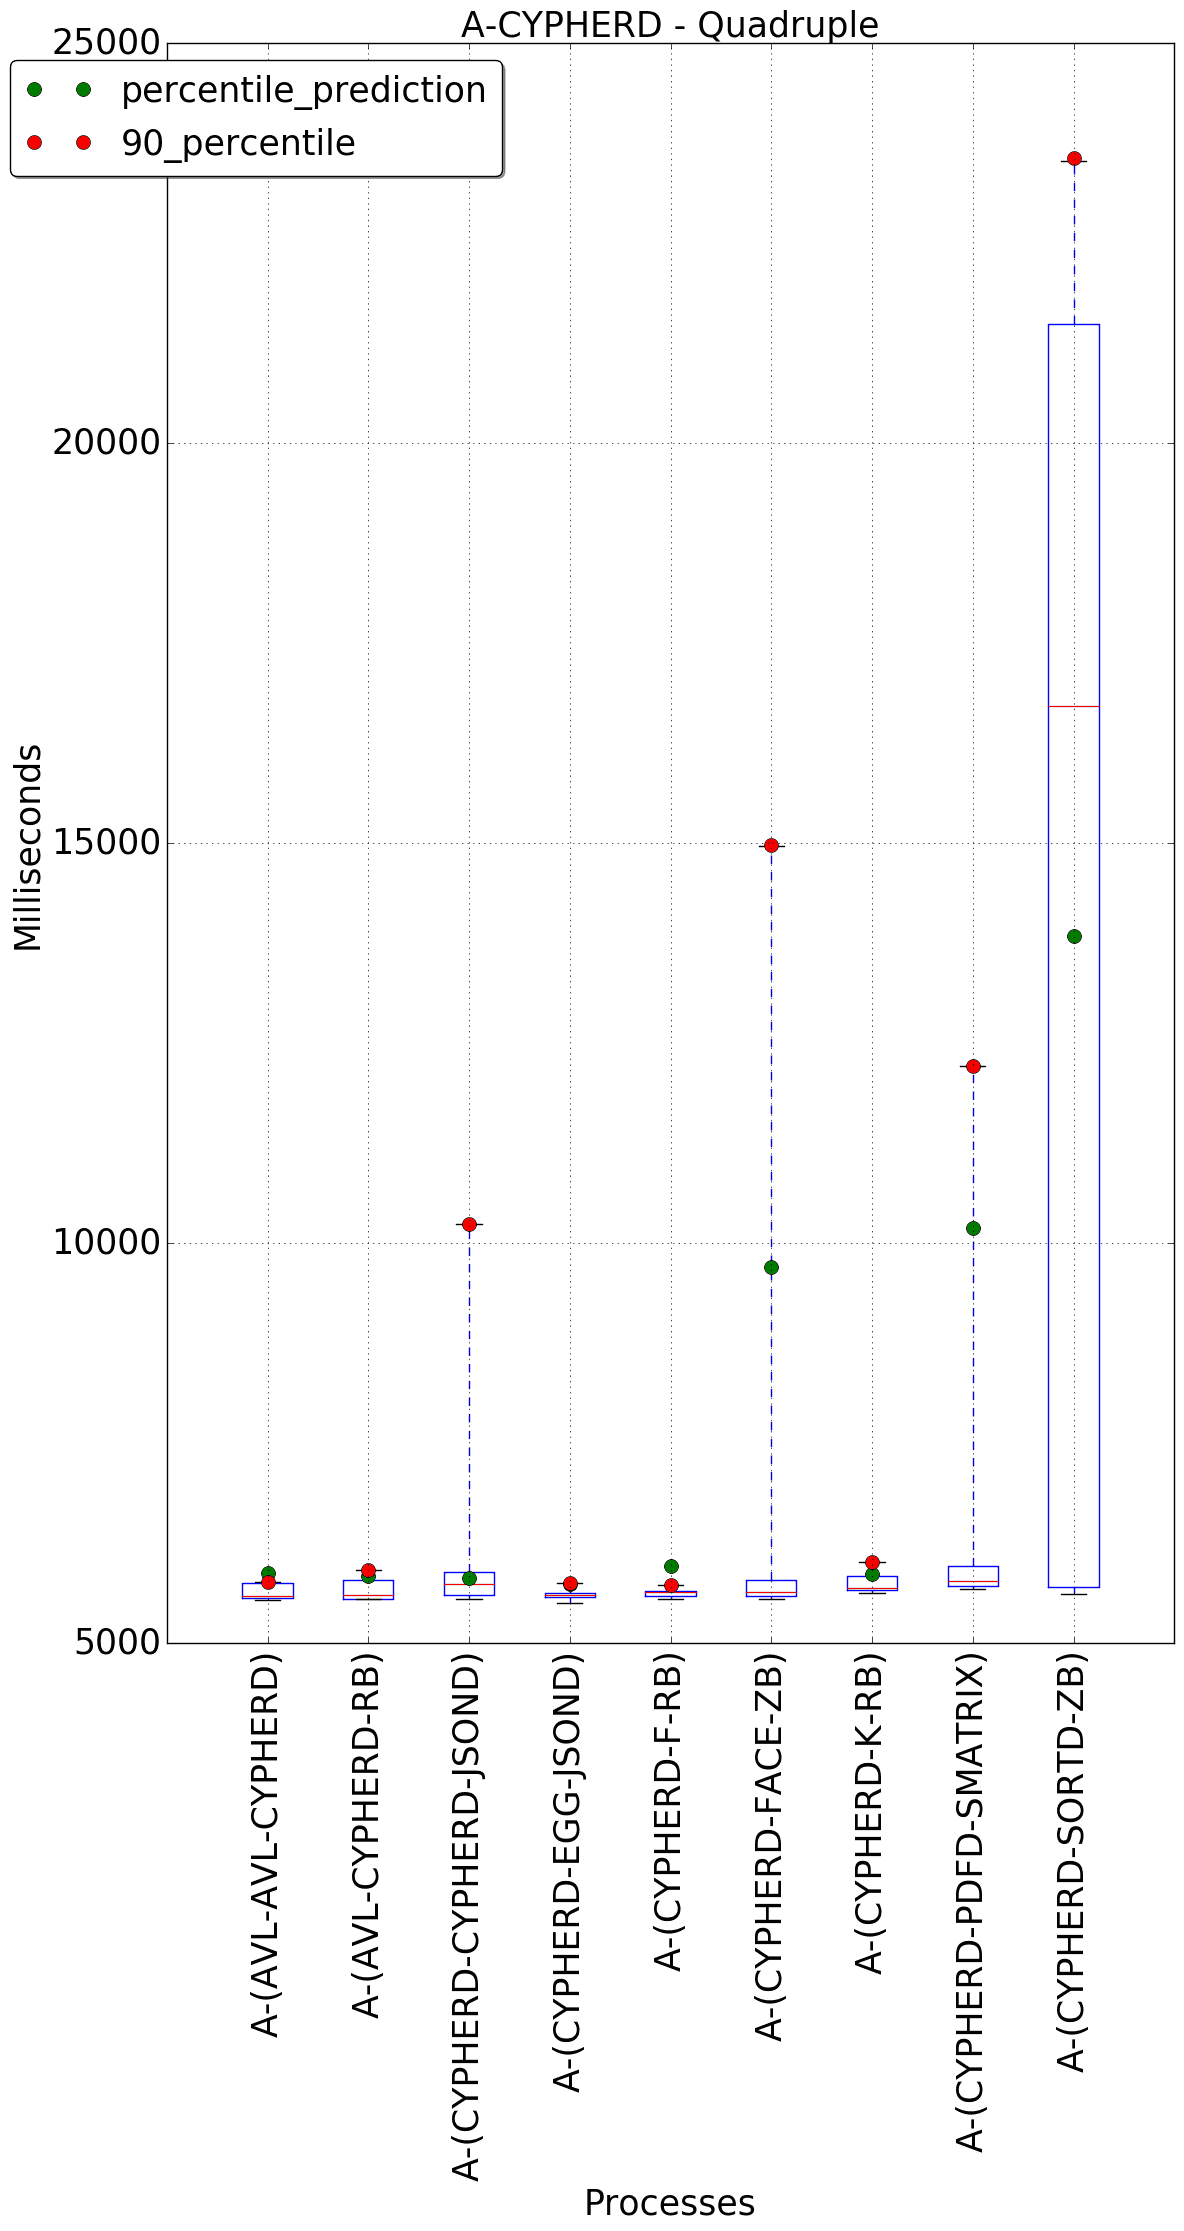 A-CYPHERD - Quadruple
25000
percentile_prediction
90_percentile
20000
15000
10000
5000
Milliseconds
A-(AVL-AVL-CYPHERD)
A-(AVL-CYPHERD-RB)
A-(CYPHERD-CYPHERD-JSOND)
A-(CYPHERD-EGG-JSOND)
A-(CYPHERD-F-RB)
A-(CYPHERD-FACE-ZB)
A-(CYPHERD-K-RB)
A-(CYPHERD-PDFD-SMATRIX)
A-(CYPHERD-SORTD-ZB)
Processes